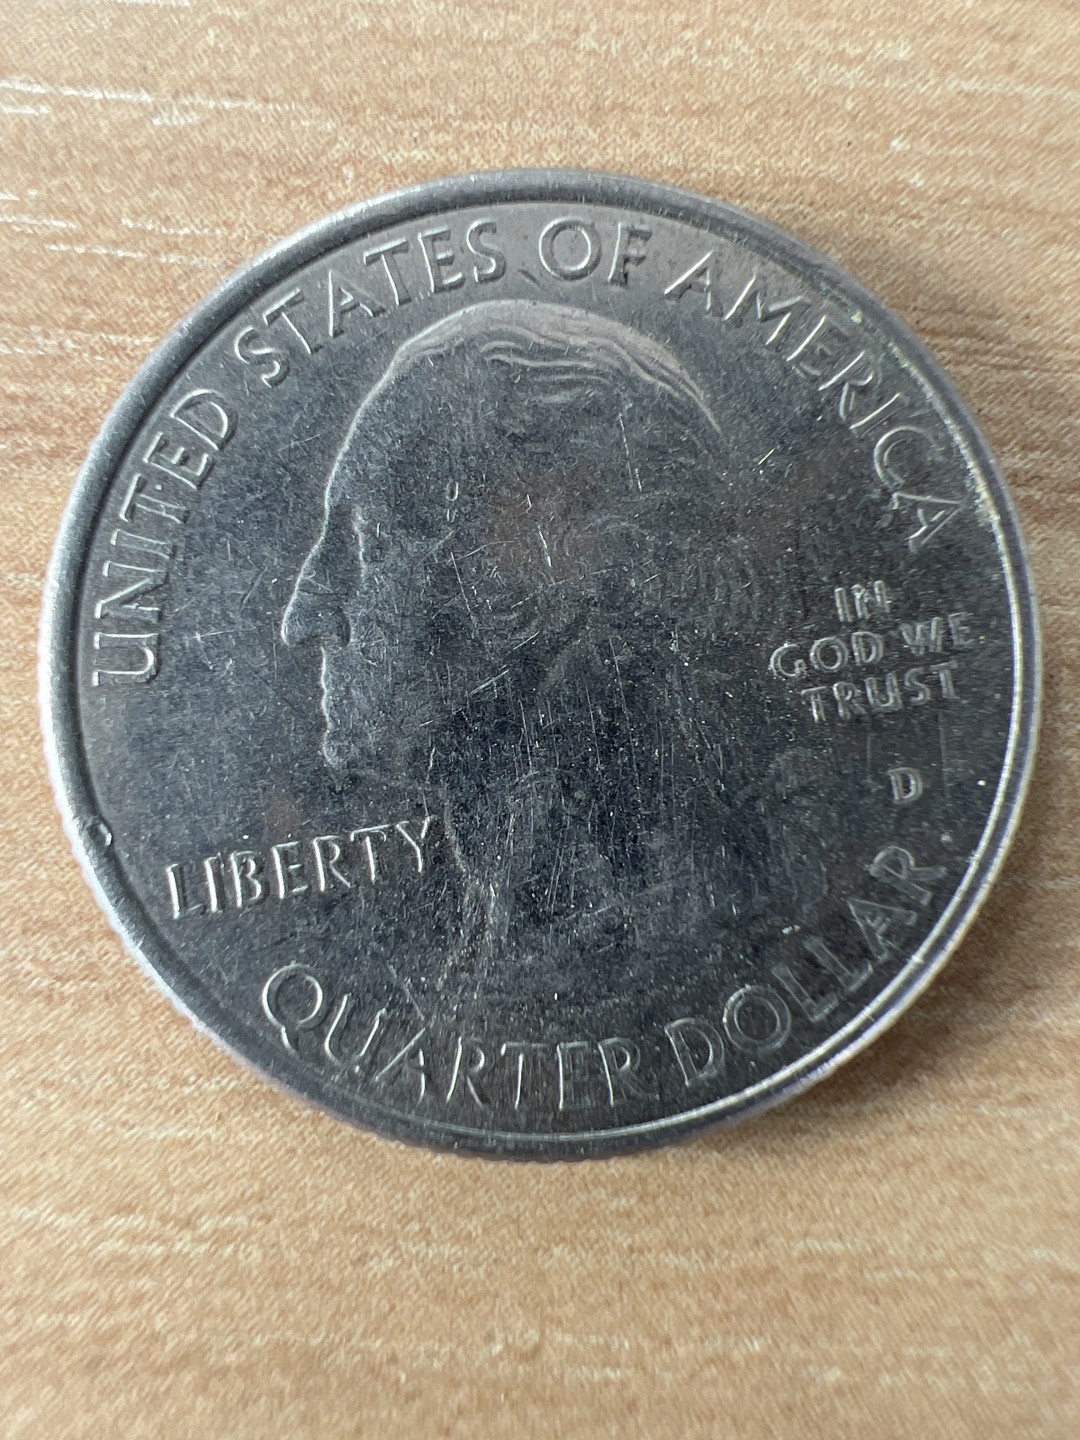 UNITED STATES OF AMERICA
IN
GOD WE
TRUST
D
LIBERTY
QUARTER DOLLAR